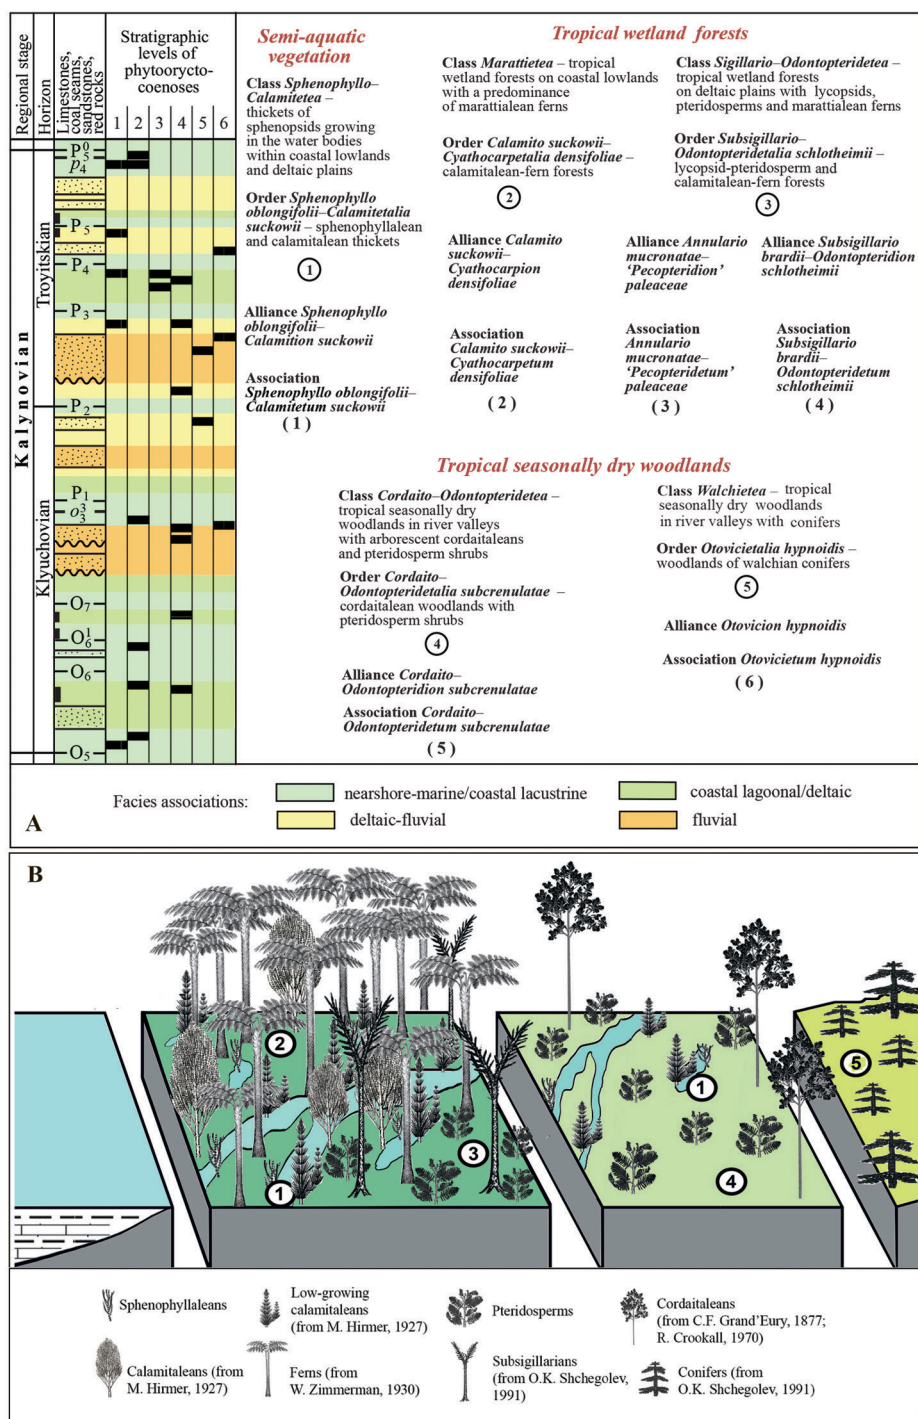 Regional stage
Horizon
Limestones,
coal seams,
sandstones,
red rocks
Stratigraphic
levels of
phytoorycto-
coenoses
1 2 3 4 5 6
Kalynovian
Troyitskian
Klyuchovian
P⁰₅
p₄
P₅
P₄
P₃
P₂
P₁
o³₃
O₇
O¹₆
O₆
O₅
Semi-aquatic
vegetation
Class Sphenophyllo–
Calamitetea –
thickets of
sphenopsids growing
in the water bodies
within coastal lowlands
and deltaic plains
Order Sphenophyllo
oblongifolii–Calamitetalia
suckowii – sphenophyllalean
and calamitalean thickets
1
Alliance Sphenophyllo
oblongifolii–
Calamition suckowii
Association
Sphenophyllo oblongifolii–
Calamitetum suckowii
( 1 )
Tropical wetland forests
Class Marattietea – tropical
wetland forests on coastal lowlands
with a predominance
of marattialean ferns
Order Calamito suckowii–
Cyathocarpetalia densifoliae –
calamitalean-fern forests
2
Alliance Calamito
suckowii–
Cyathocarpion
densifoliae
Association
Calamito suckowii–
Cyathocarpetum
densifoliae
( 2 )
Alliance Annulario
mucronatae–
‘Pecopteridion’
paleaceae
Association
Annulario
mucronatae–
‘Pecopteridetum’
paleaceae
( 3 )
Class Sigillario–Odontopteridetea –
tropical wetland forests
on deltaic plains with lycopsids,
pteridosperms and marattialean ferns
Order Subsigillario–
Odontopteridetalia schlotheimii –
lycopsid-pteridosperm and
calamitalean-fern forests
3
Alliance Subsigillario
brardii–Odontopteridion
schlotheimii
Association
Subsigillario
brardii–
Odontopteridetum
schlotheimii
( 4 )
Tropical seasonally dry woodlands
Class Cordaito–Odontopteridetea –
tropical seasonally dry
woodlands in river valleys
with arborescent cordaitaleans
and pteridosperm shrubs
Order Cordaito–
Odontopteridetalia subcrenulatae –
cordaitalean woodlands with
pteridosperm shrubs
4
Alliance Cordaito–
Odontopteridion subcrenulatae
Association Cordaito–
Odontopteridetum subcrenulatae
( 5 )
Class Walchietea – tropical
seasonally dry woodlands
in river valleys with conifers
Order Otovicietalia hypnoidis –
woodlands of walchian conifers
5
Alliance Otovicion hypnoidis
Association Otovicietum hypnoidis
( 6 )
A
Facies associations:
nearshore-marine/coastal lacustrine
coastal lagoonal/deltaic
deltaic-fluvial
fluvial
B
2
1
3
1
4
5
Sphenophyllaleans
Low-growing
calamitaleans
(from M. Hirmer, 1927)
Pteridosperms
Cordaitaleans
(from C.F. Grand'Eury, 1877;
R. Crookall, 1970)
Calamitaleans (from
M. Hirmer, 1927)
Ferns (from
W. Zimmerman, 1930)
Subsigillarians
(from O.K. Shchegolev,
1991)
Conifers (from
O.K. Shchegolev, 1991)